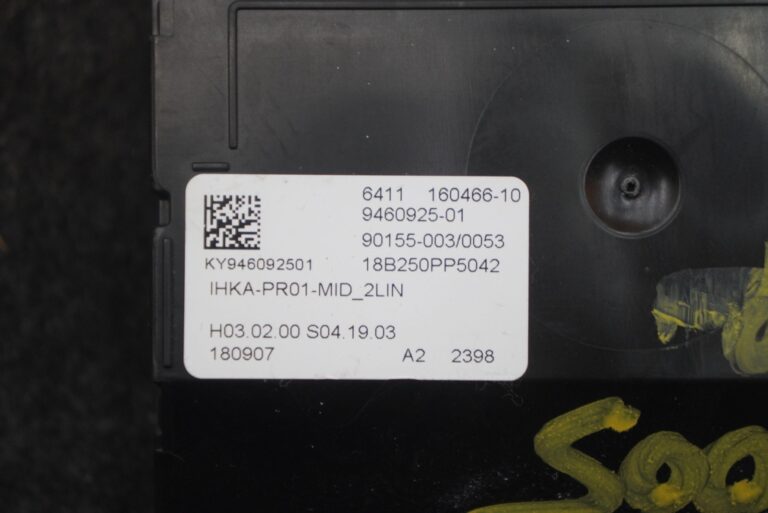 6411 160466-10
9460925-01
90155-003/0053
KY946092501 18B250PP5042
IHKA-PR01-MID_2LIN
H03.02.00 S04.19.03
180907 A2 2398